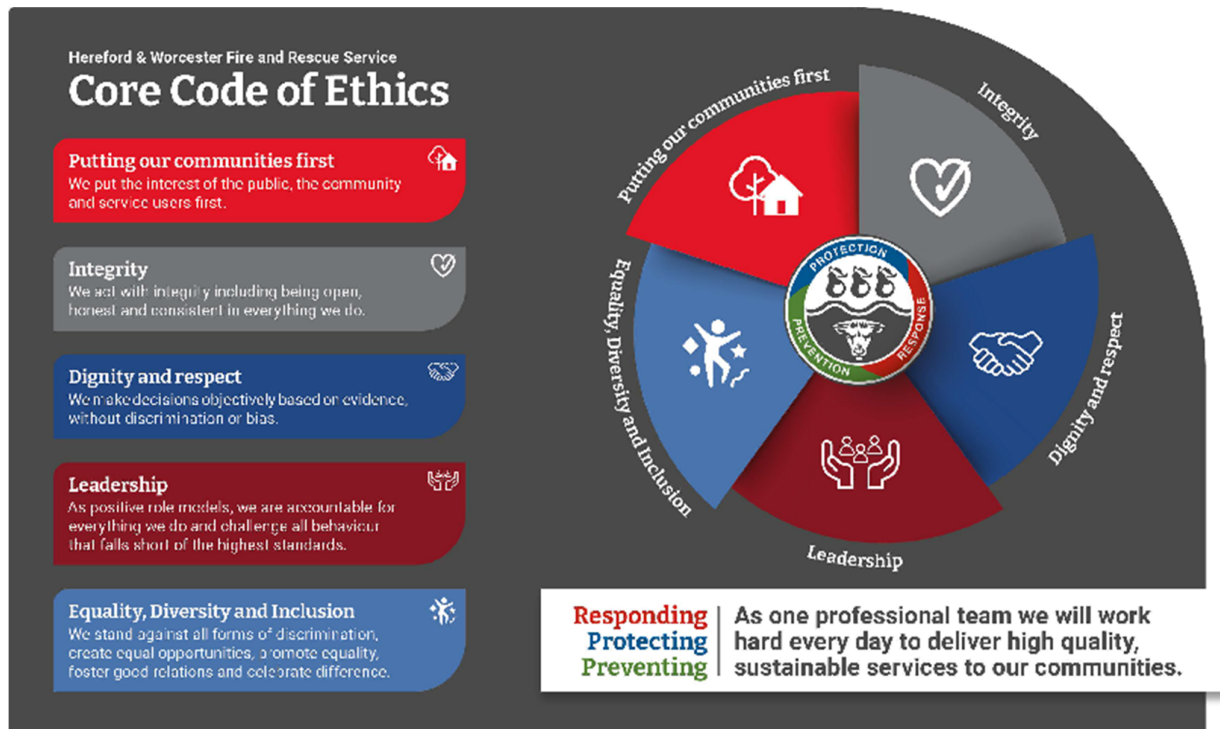 Hereford & Worcester Fire and Rescue Service
Core Code of Ethics
Putting our communities first
We put the interest of the public, the community
and service users first.
Integrity
We act with integrity including being open,
honest and consistent in everything we do.
Dignity and respect
We make decisions objectively based on evidence,
without discrimination or bias.
Leadership
As positive role models, we are accountable for
everything we do and challenge all behaviour
that falls short of the highest standards.
Equality, Diversity and Inclusion
We stand against all forms of discrimination,
create equal opportunities, promote equality,
foster good relations and celebrate difference.
Putting our communities first
Integrity
Dignity and respect
Leadership
Equality, Diversity and Inclusion
PROTECTION
RESPONSE
PREVENTION
Responding
Protecting
Preventing
As one professional team we will work
hard every day to deliver high quality,
sustainable services to our communities.